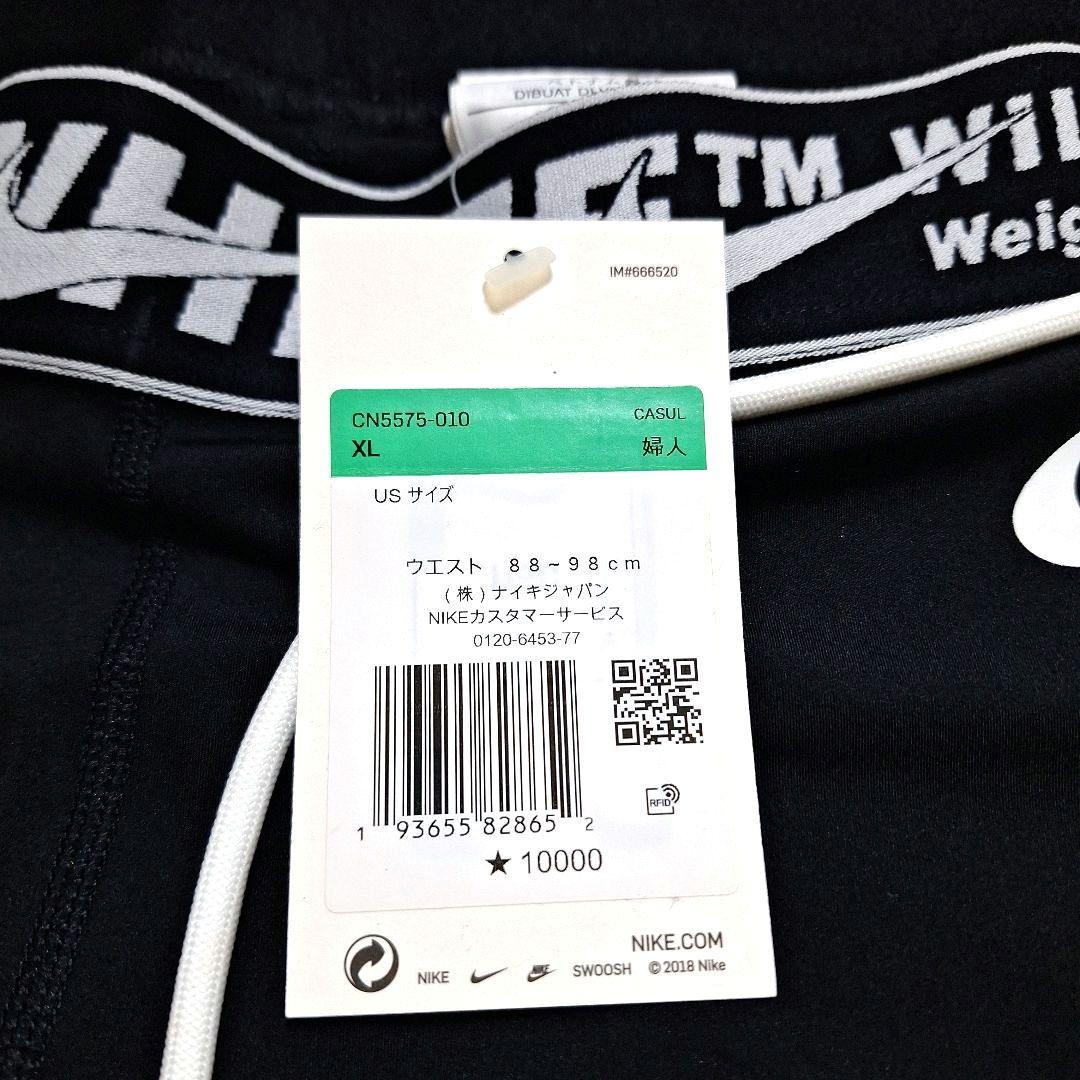 DIBUAT
TM Wil
Weig
IM#666520
CN5575-010
CASUL
XL
婦人
US サイズ
ウエスト 88~98cm
(株)ナイキジャパン
NIKEカスタマーサービス
0120-6453-77
RFID
1 93655 82865 2
★10000
NIKE.COM
NIKE NIKE SWOOSH © 2018 Nike